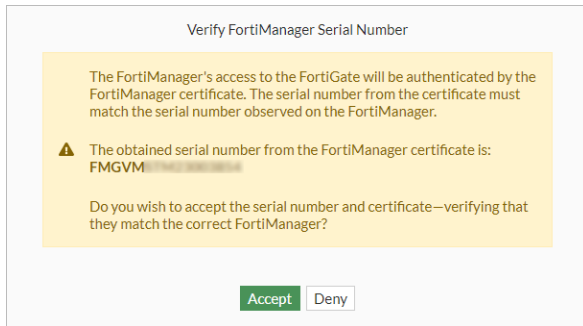 Verify FortiManager Serial Number
The FortiManager's access to the FortiGate will be authenticated by the
FortiManager certificate. The serial number from the certificate must
match the serial number observed on the FortiManager.
The obtained serial number from the FortiManager certificate is:
FMGVM
Do you wish to accept the serial number and certificate—verifying that
they match the correct FortiManager?
Accept Deny